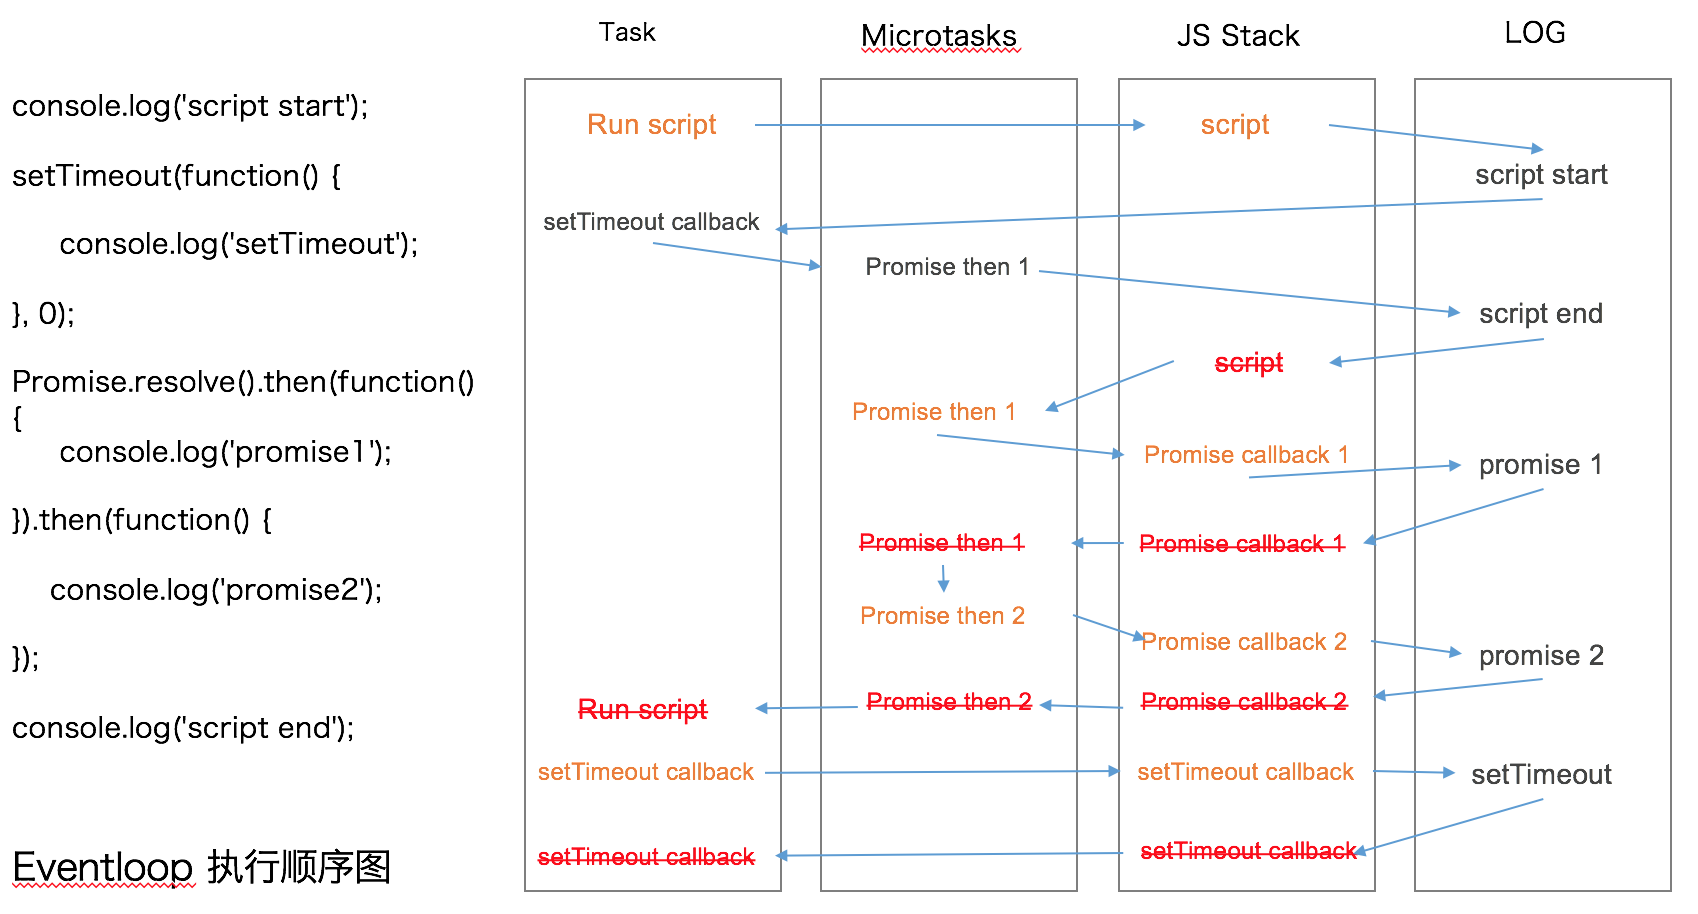 Task
Microtasks
JS Stack
LOG
console.log('script start');
setTimeout(function() {
console.log('setTimeout');
}, 0);
Promise.resolve().then(function()
{
console.log('promise1');
}).then(function() {
console.log('promise2');
});
console.log('script end');
Eventloop 执行顺序图
Run script
script
script start
setTimeout callback
Promise then 1
script end
script
Promise then 1
Promise callback 1
promise 1
Promise then 1
Promise callback 1
Promise then 2
Promise callback 2
promise 2
Run script
Promise then 2
Promise callback 2
setTimeout callback
setTimeout callback
setTimeout
setTimeout callback
setTimeout callback